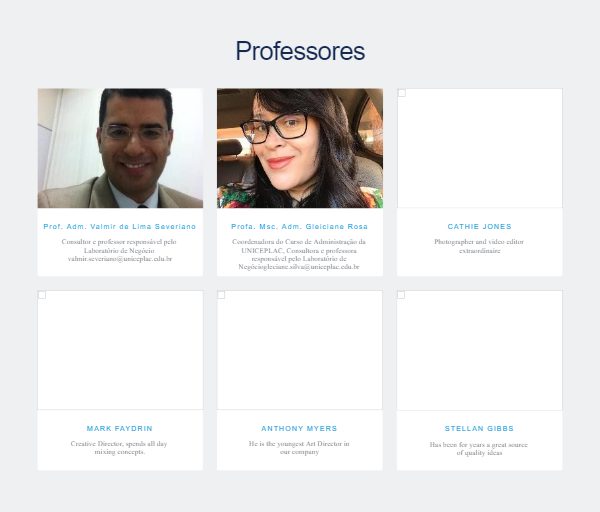 Professores
Prof. Adm. Valmir de Lima Severiano
Consultor e professor responsável pelo
Laboratório de Negócio
valmir.severiano@uniceplac.edu.br
Profa. Msc. Adm. Gleiciane Rosa
Coordenadora do Curso de Administração da
UNICEPLAC, Consultora e professora
responsável pelo Laboratório de
Negóciogleciane.silva@uniceplac.edu.br
CATHIE JONES
Photographer and video editor
extraordinaire
MARK FAYDRIN
Creative Director, spends all day
mixing concepts.
ANTHONY MYERS
He is the youngest Art Director in
our company
STELLAN GIBBS
Has been for years a great source
of quality ideas